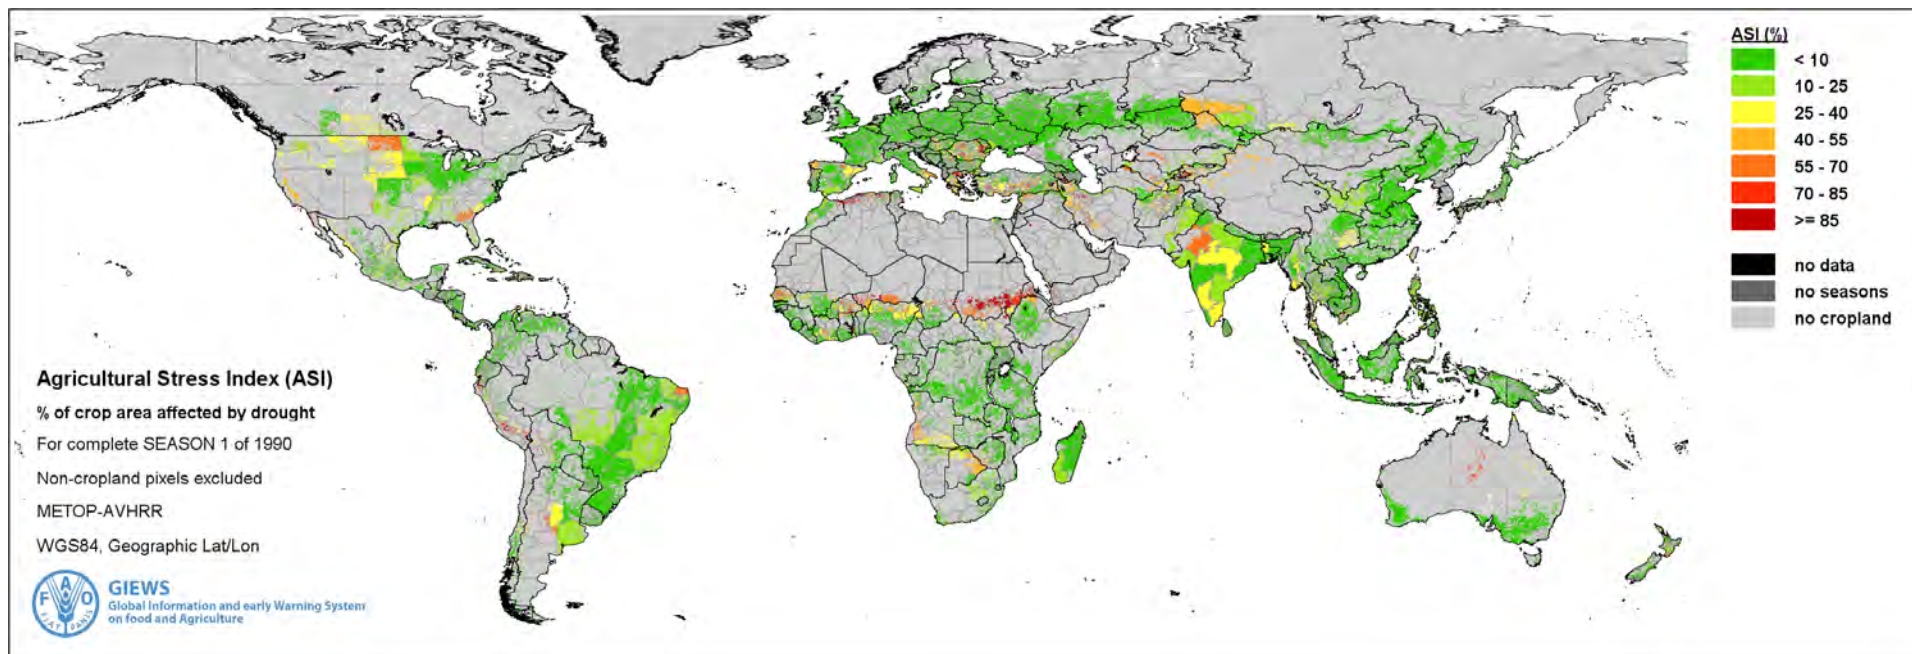 ASI (%)
< 10
10 - 25
25 - 40
40 - 55
55 - 70
70 - 85
>= 85
no data
no seasons
no cropland
Agricultural Stress Index (ASI)
% of crop area affected by drought
For complete SEASON 1 of 1990
Non-cropland pixels excluded
METOP-AVHRR
WGS84, Geographic Lat/Lon
F A O
FIAT PANIS
GIEWS
Global Information and early Warning System
on food and Agriculture